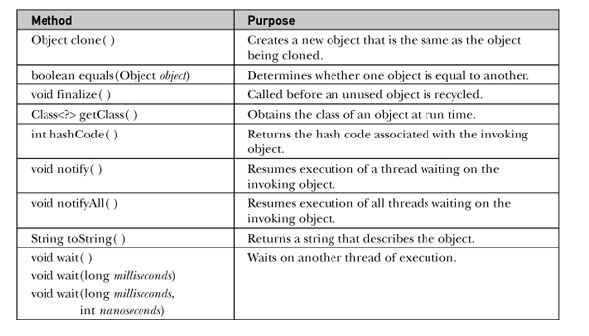 Method Purpose
Object clone( ) Creates a new object that is the same as the object
being cloned.
boolean equals(Object object) Determines whether one object is equal to another.
void finalize( ) Called before an unused object is recycled.
Class<?> getClass( ) Obtains the class of an object at run time.
int hashCode( ) Returns the hash code associated with the invoking
object.
void notify( ) Resumes execution of a thread waiting on the
invoking object.
void notifyAll( ) Resumes execution of all threads waiting on the
invoking object.
String toString( ) Returns a string that describes the object.
void wait( ) Waits on another thread of execution.
void wait(long milliseconds)
void wait(long milliseconds,
int nanoseconds)